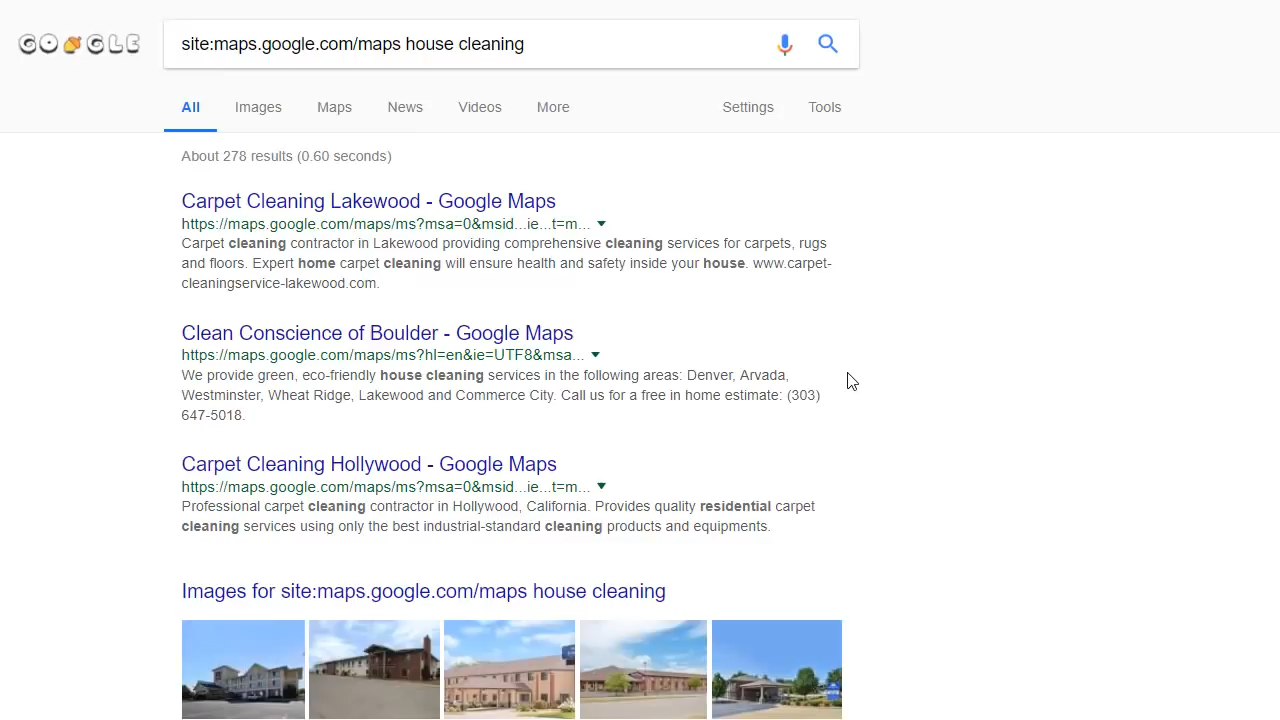 GOOGLE
site:maps.google.com/maps house cleaning
All Images Maps News Videos More Settings Tools
About 278 results (0.60 seconds)
Carpet Cleaning Lakewood - Google Maps
https://maps.google.com/maps/ms?msa=0&msid...ie...t=m...
Carpet cleaning contractor in Lakewood providing comprehensive cleaning services for carpets, rugs
and floors. Expert home carpet cleaning will ensure health and safety inside your house. www.carpet-
cleaningservice-lakewood.com.
Clean Conscience of Boulder - Google Maps
https://maps.google.com/maps/ms?hl=en&ie=UTF8&msa...
We provide green, eco-friendly house cleaning services in the following areas: Denver, Arvada,
Westminster, Wheat Ridge, Lakewood and Commerce City. Call us for a free in home estimate: (303)
647-5018.
Carpet Cleaning Hollywood - Google Maps
https://maps.google.com/maps/ms?msa=0&msid...ie...t=m...
Professional carpet cleaning contractor in Hollywood, California. Provides quality residential carpet
cleaning services using only the best industrial-standard cleaning products and equipments.
Images for site:maps.google.com/maps house cleaning